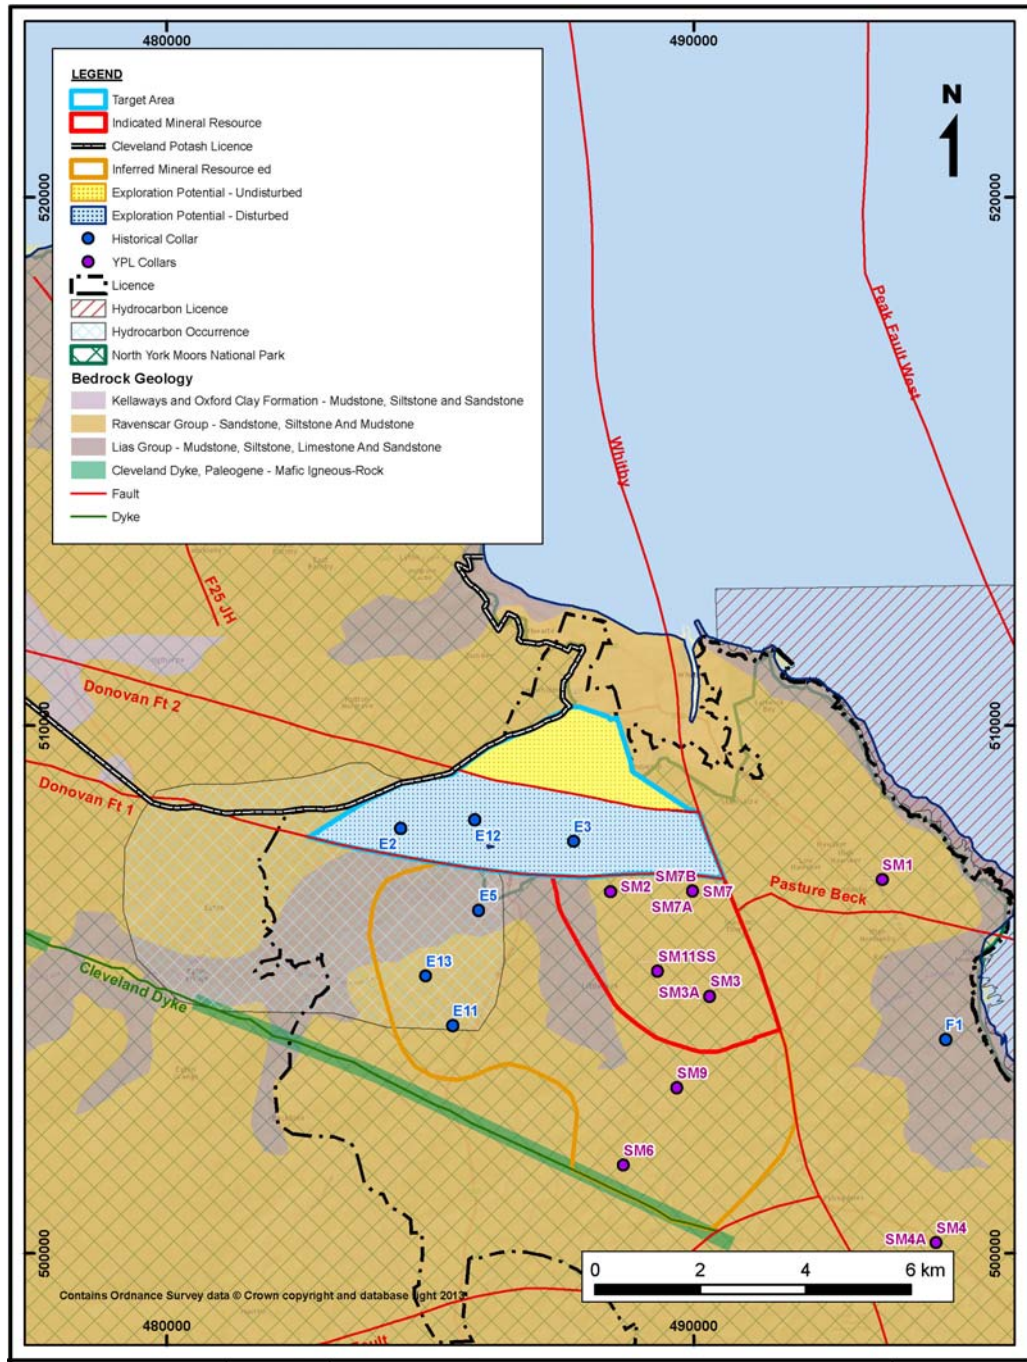 480000
490000
LEGEND
Target Area
Indicated Mineral Resource
Cleveland Potash Licence
Inferred Mineral Resource ed
Exploration Potential - Undisturbed
Exploration Potential - Disturbed
Historical Collar
YPL Collars
Licence
Hydrocarbon Licence
Hydrocarbon Occurrence
North York Moors National Park
Bedrock Geology
Kellaways and Oxford Clay Formation - Mudstone, Siltstone and Sandstone
Ravenscar Group - Sandstone, Siltstone And Mudstone
Lias Group - Mudstone, Siltstone, Limestone And Sandstone
Cleveland Dyke, Paleogene - Mafic Igneous-Rock
Fault
Dyke
N
520000
520000
Peak Fault West
Whitby
F25 JH
Donovan Ft 2
Donovan Ft 1
510000
510000
E2
E12
E3
SM7B
SM2
SM7
SM7A
SM1
Pasture Beck
E5
E13
SM11SS
SM3
SM3A
E11
F1
Cleveland Dyke
SM9
SM6
SM4
SM4A
500000
500000
0 2 4 6 km
Contains Ordnance Survey data © Crown copyright and database right 2013
Fault
480000
490000